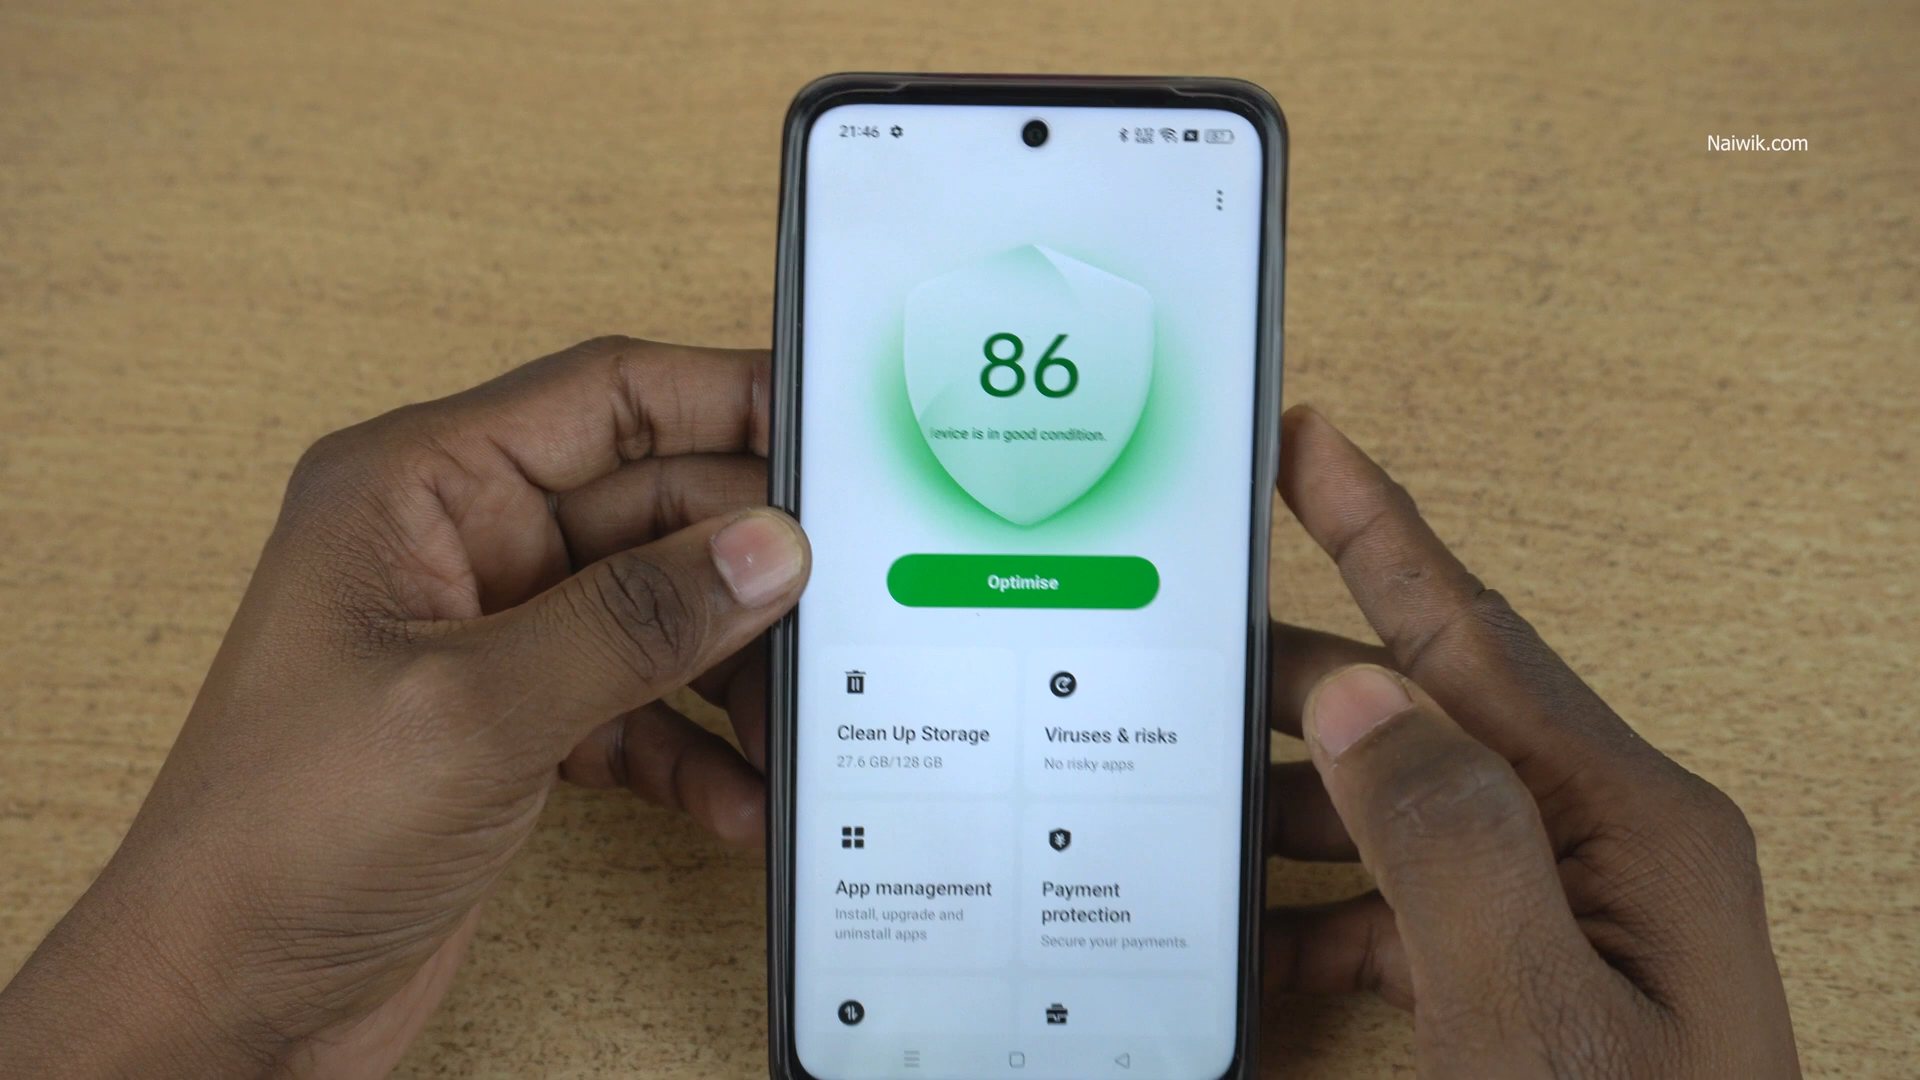 21:46
Naiwik.com
86
evice is in good condition.
Optimise
Clean Up Storage
27.6 GB/128 GB
Viruses & risks
No risky apps
App management
Install, upgrade and
uninstall apps
Payment
protection
Secure your payments.